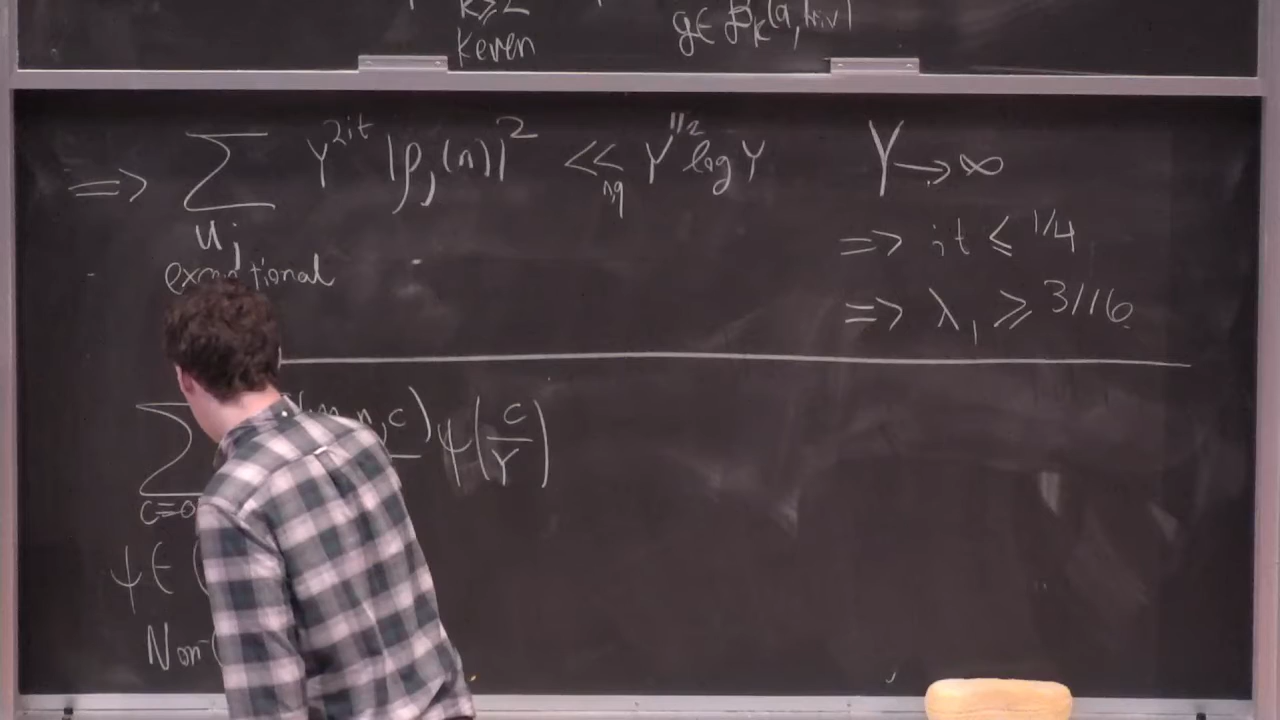 k≥2
k even g∈ B_k(q, triv)
=> ∑ Y^{2it} |ρ_j(n)|^2 <<_{n,q} Y^{1/2} log Y Y→∞
u_j => it ≤ 1/4
exceptional => λ_1 ≥ 3/16
∑ m, n, c) ψ(c/Y)
c≡0
ψ∈
Non-